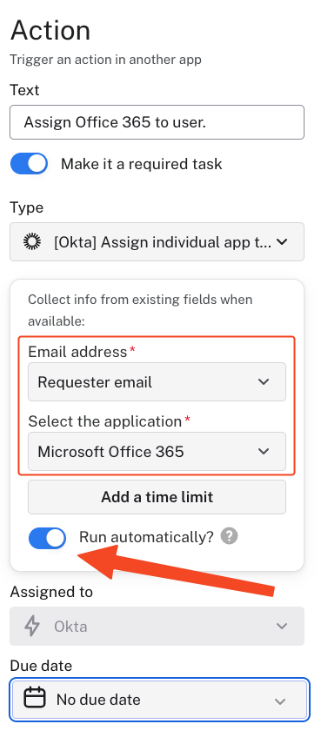 Action
Trigger an action in another app
Text
Assign Office 365 to user.
Make it a required task
Type
[Okta] Assign individual app t...
Collect info from existing fields when
available:
Email address*
Requester email
Select the application*
Microsoft Office 365
Add a time limit
Run automatically? ?
Assigned to
Okta
Due date
No due date